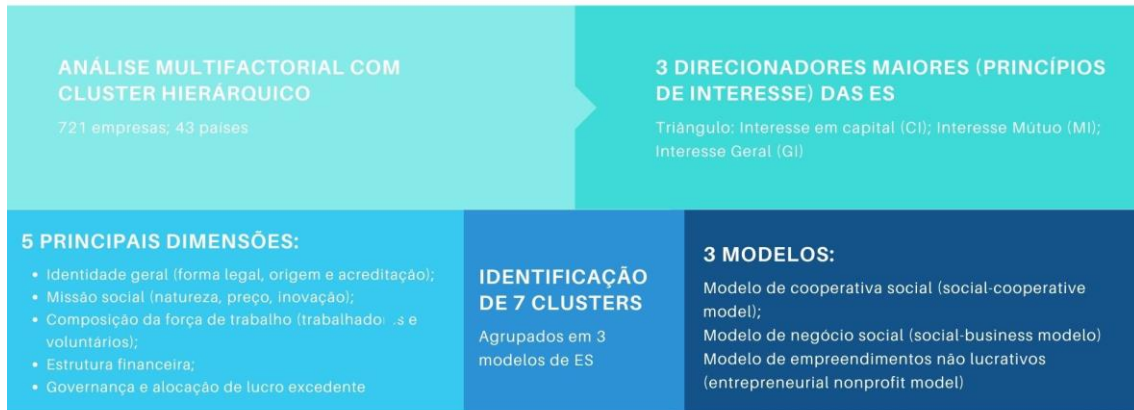 ANÁLISE MULTIFACTORIAL COM
CLUSTER HIERÁRQUICO
721 empresas; 43 países
3 DIRECIONADORES MAIORES (PRINCÍPIOS
DE INTERESSE) DAS ES
Triângulo: Interesse em capital (CI); Interesse Mútuo (MI);
Interesse Geral (GI)
5 PRINCIPAIS DIMENSÕES:
• Identidade geral (forma legal, origem e acreditação);
• Missão social (natureza, preço, inovação);
• Composição da força de trabalho e
voluntários);
• Estrutura financeira;
• Governança e alocação de lucro excedente
IDENTIFICAÇÃO
DE 7 CLUSTERS
Agrupados em 3
modelos de ES
3 MODELOS:
Modelo de cooperativa social (social-cooperative
model);
Modelo de negócio social (social-business modelo)
Modelo de empreendimentos não lucrativos
(entrepreneurial nonprofit model)